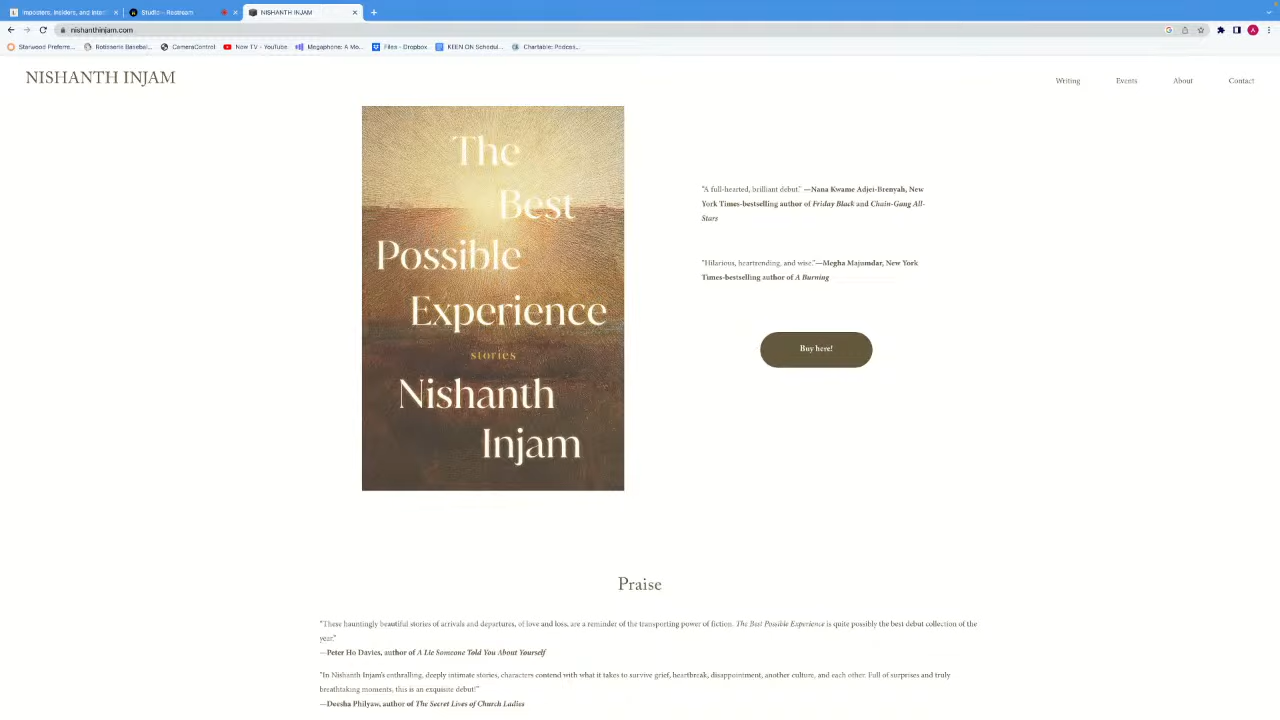 Imposters, Insiders, and Inter
Studio - Restream
NISHANTH INJAM
nishanthinjam.com
Starwood Preferre...
Rotisserie Basebal...
CameraControl
Now TV - YouTube
Megaphone: A Mo...
Files - Dropbox
KEEN ON Schedul...
Chartable: Podcas...
NISHANTH INJAM
Writing
Events
About
Contact
The
Best
Possible
Experience
stories
Nishanth
Injam
"A full-hearted, brilliant debut." —Nana Kwame Adjei-Brenyah, New
York Times-bestselling author of Friday Black and Chain-Gang All-
Stars
"Hilarious, heartrending, and wise."—Megha Majumdar, New York
Times-bestselling author of A Burning
Buy here!
Praise
"These hauntingly beautiful stories of arrivals and departures, of love and loss, are a reminder of the transporting power of fiction. The Best Possible Experience is quite possibly the best debut collection of the
year."
—Peter Ho Davies, author of A Lie Someone Told You About Yourself
"In Nishanth Injam's enthralling, deeply intimate stories, characters contend with what it takes to survive grief, heartbreak, disappointment, another culture, and each other. Full of surprises and truly
breathtaking moments, this is an exquisite debut!"
—Deesha Philyaw, author of The Secret Lives of Church Ladies